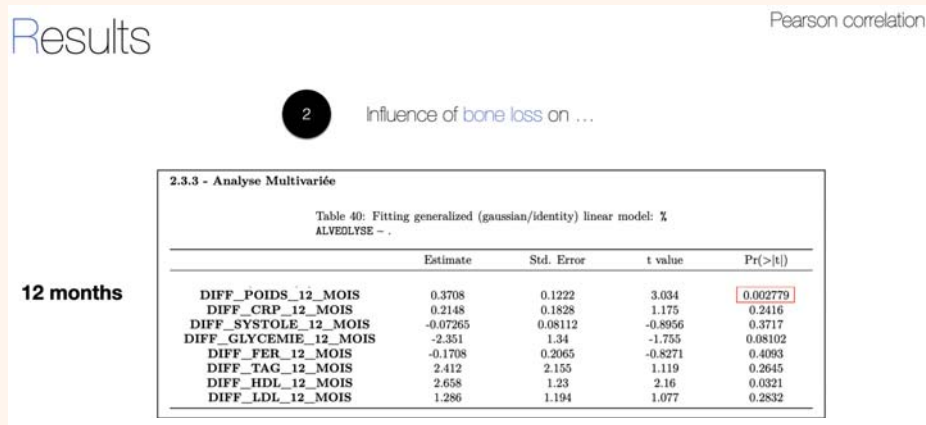 Results
Pearson correlation
2 Influence of bone loss on ...
2.3.3 - Analyse Multivariée
Table 40: Fitting generalized (gaussian/identity) linear model: %
ALVEOLYSE ~ .
Estimate Std. Error t value Pr(>|t|)
12 months
DIFF_POIDS_12_MOIS 0.3708 0.1222 3.034 0.002779
DIFF_CRP_12_MOIS 0.2148 0.1828 1.175 0.2416
DIFF_SYSTOLE_12_MOIS -0.07265 0.08112 -0.8956 0.3717
DIFF_GLYCEMIE_12_MOIS -2.351 1.34 -1.755 0.08102
DIFF_FER_12_MOIS -0.1708 0.2065 -0.8271 0.4093
DIFF_TAG_12_MOIS 2.412 2.155 1.119 0.2645
DIFF_HDL_12_MOIS 2.658 1.23 2.16 0.0321
DIFF_LDL_12_MOIS 1.286 1.194 1.077 0.2832